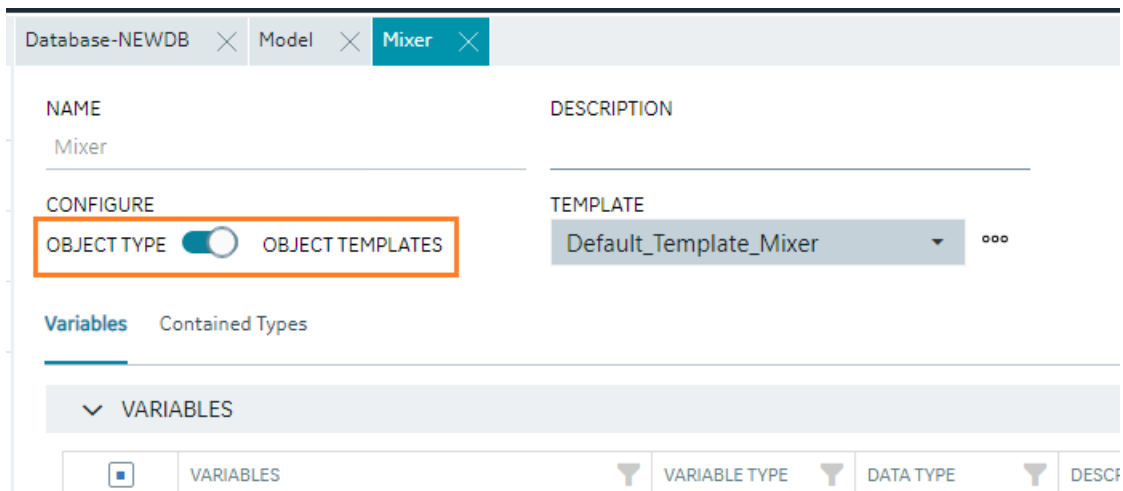 Database-NEWDB Model Mixer
NAME DESCRIPTION
Mixer
CONFIGURE TEMPLATE
OBJECT TYPE OBJECT TEMPLATES Default_Template_Mixer
Variables Contained Types
VARIABLES
VARIABLES VARIABLE TYPE DATA TYPE